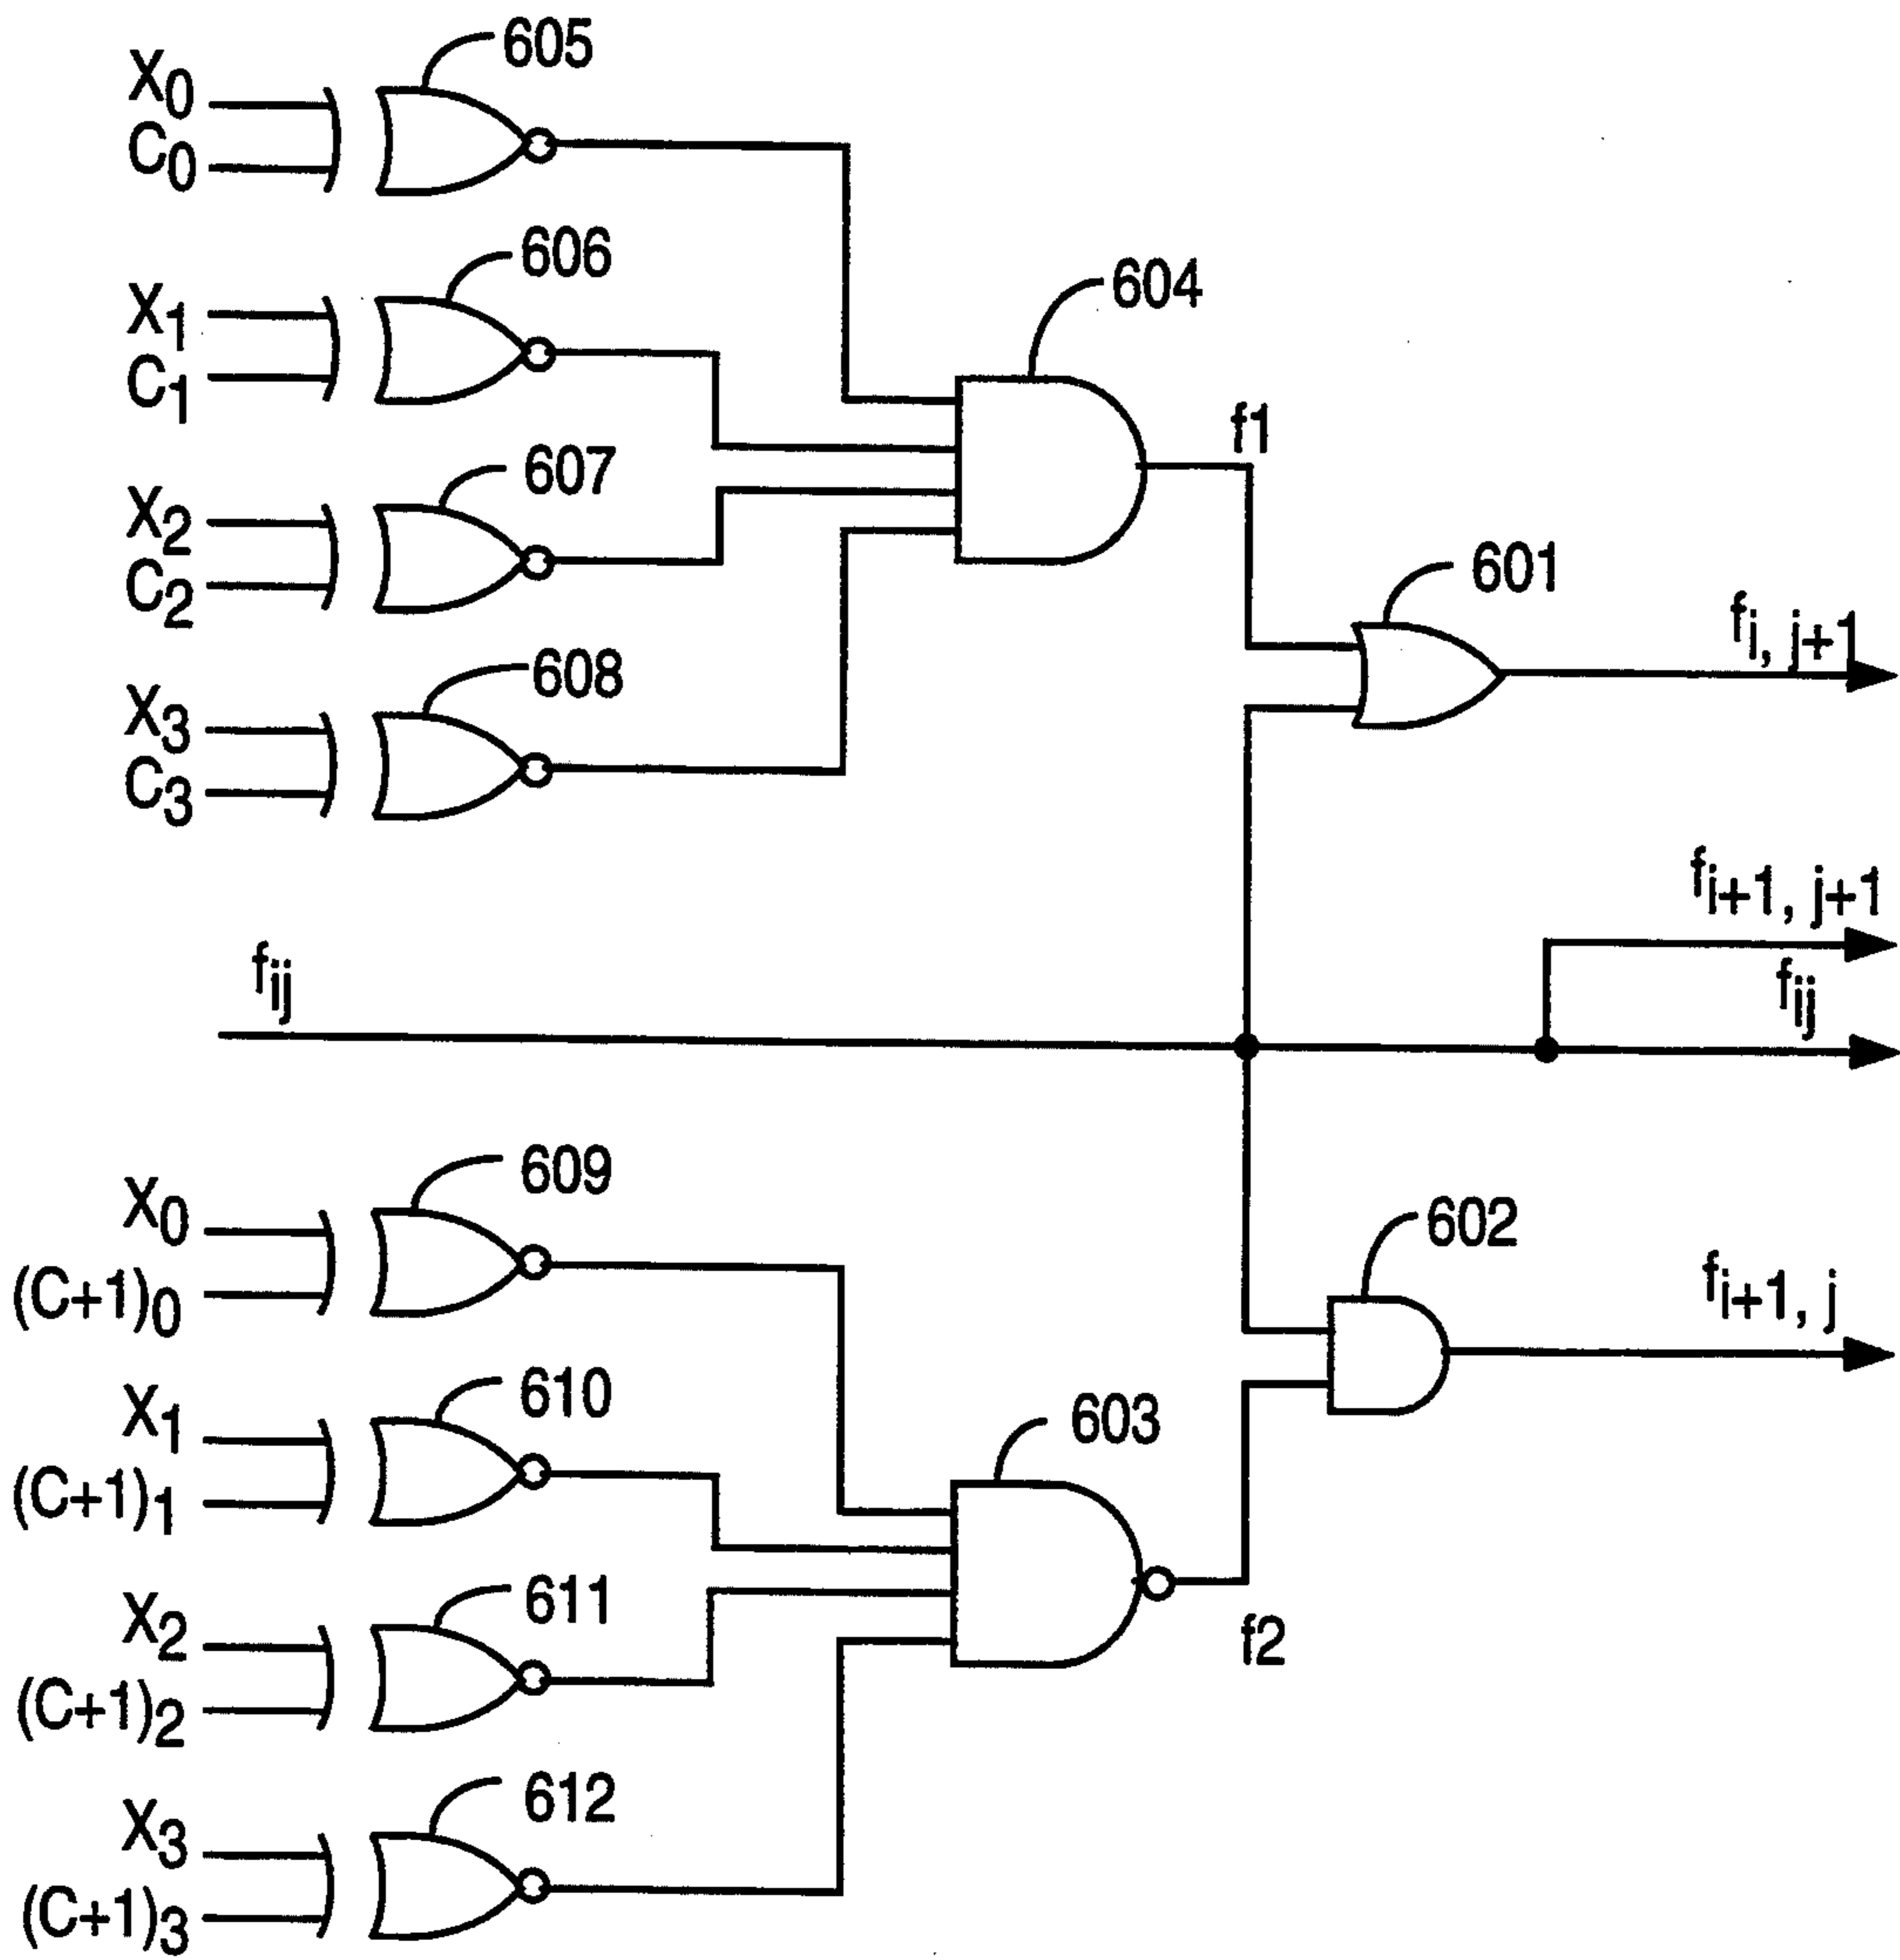 605
X0
C0
606
X1
C1
604
f1
607
X2
C2
601
fi, j+1
608
X3
C3
fi+1, j+1
fij
fij
609
X0
(C+1)0
602
fi+1, j
610
X1
(C+1)1
603
611
X2
(C+1)2
f2
612
X3
(C+1)3